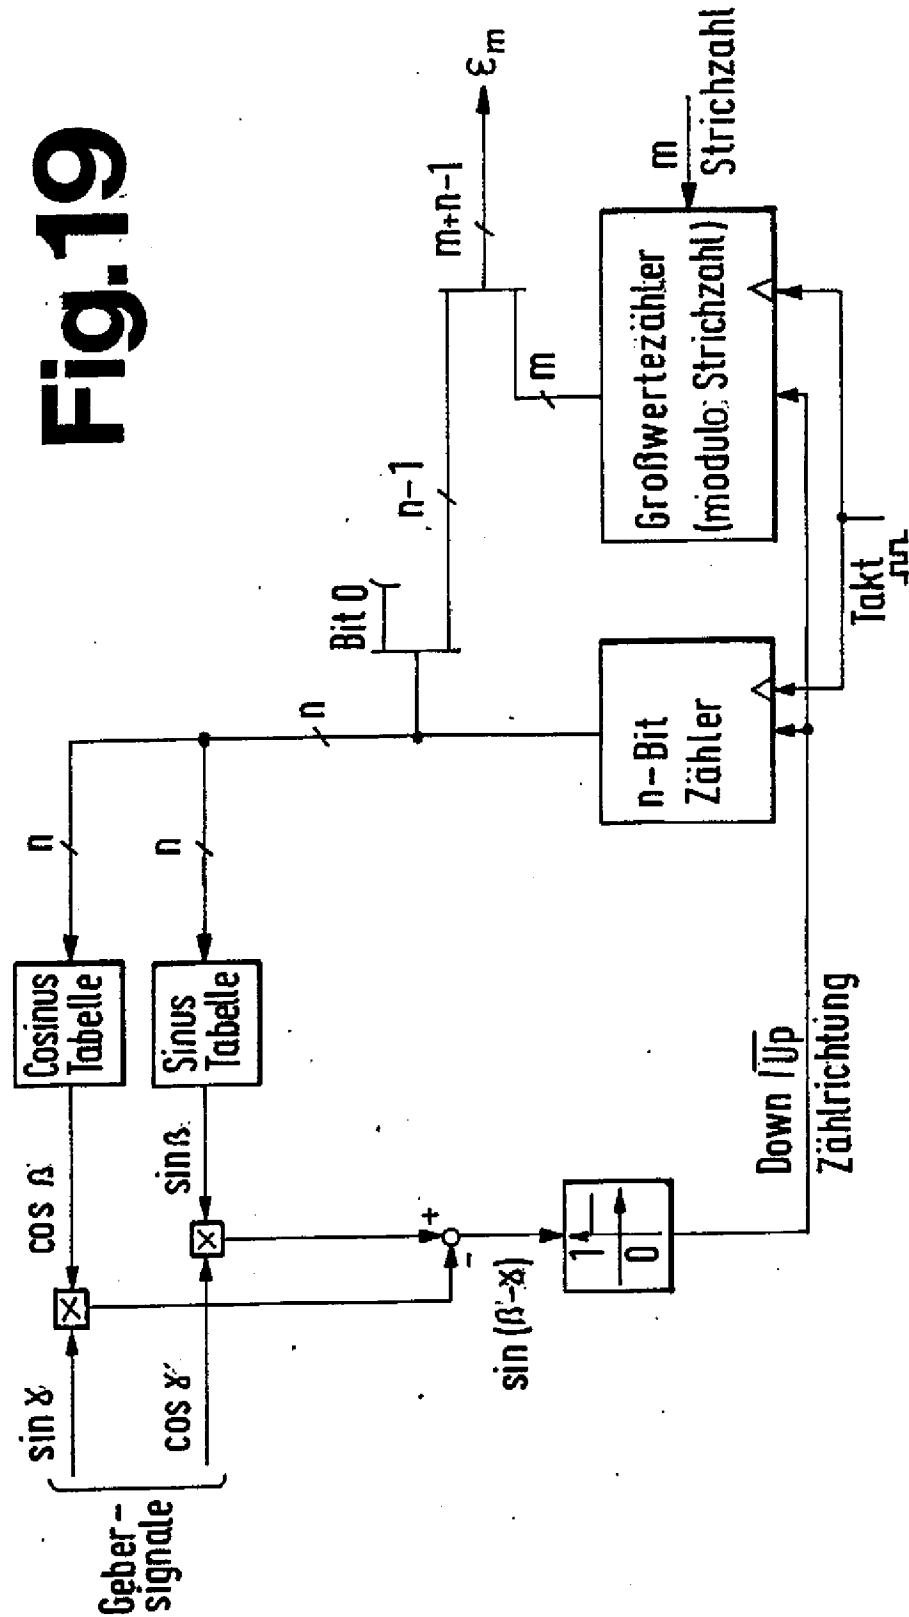 Fig.19
Geber-
signale
sin ɣ
cos ɣ
cos β
sin β
Cosinus
Tabelle
Sinus
Tabelle
n
n
n
sin (β-ɣ)
+
-
1
0
Down / U̅p̅
Zählrichtung
n-Bit
Zähler
Bit 0
n-1
m
m+n-1
εm
Großwertezähler
(modulo: Strichzahl)
m
Strichzahl
Takt